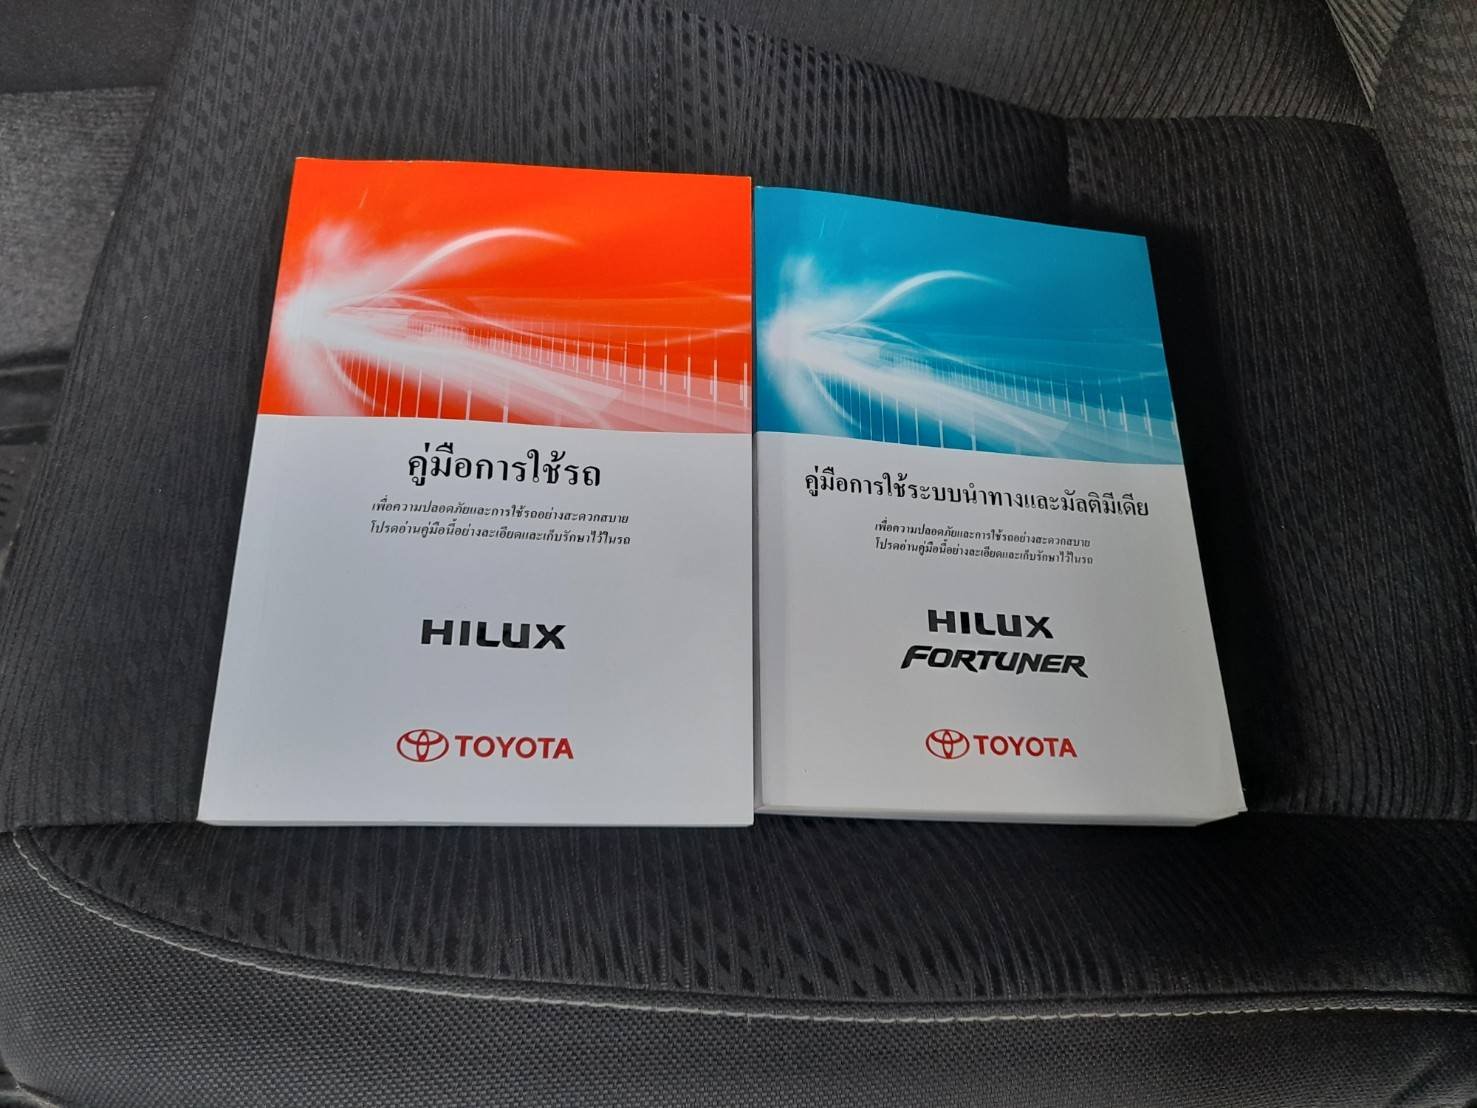 คู่มือการใช้รถ
เพื่อความปลอดภัยและการใช้รถอย่างสะดวกสบาย
โปรดอ่านคู่มือนี้อย่างละเอียดและเก็บรักษาไว้ในรถ
HILUX
TOYOTA
คู่มือการใช้ระบบนำทางและมัลติมีเดีย
เพื่อความปลอดภัยและการใช้รถอย่างสะดวกสบาย
โปรดอ่านคู่มือนี้อย่างละเอียดและเก็บรักษาไว้ในรถ
HILUX
FORTUNER
TOYOTA